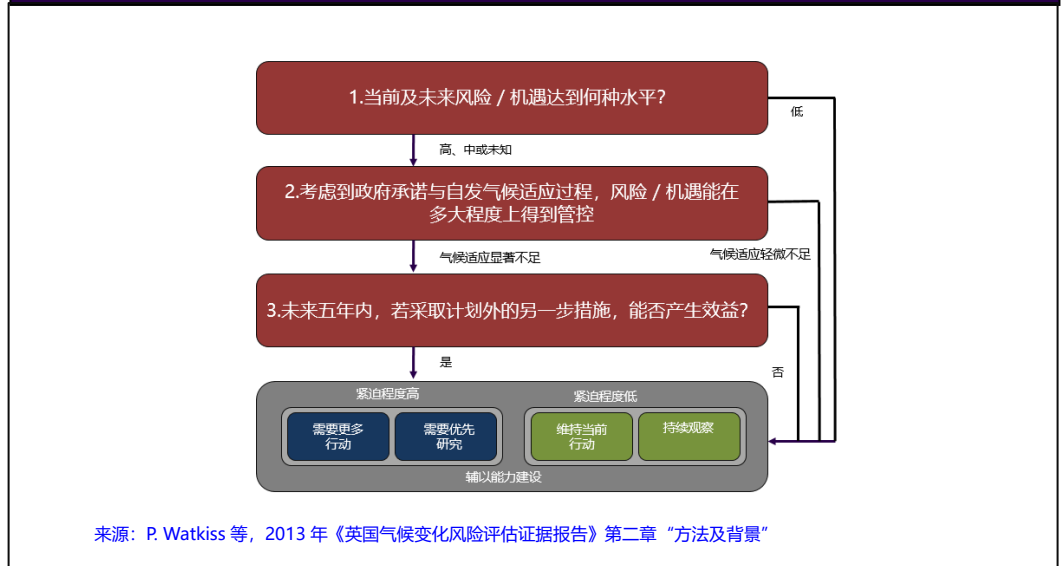 1.当前及未来风险 / 机遇达到何种水平？
低
高、中或未知
2.考虑到政府承诺与自发气候适应过程，风险 / 机遇能在
多大程度上得到管控
气候适应显著不足
气候适应轻微不足
3.未来五年内，若采取计划外的另一步措施，能否产生效益？
是
否
紧迫程度高
紧迫程度低
需要更多
行动
需要优先
研究
维持当前
行动
持续观察
辅以能力建设
来源：P. Watkiss 等，2013 年《英国气候变化风险评估证据报告》第二章“方法及背景”